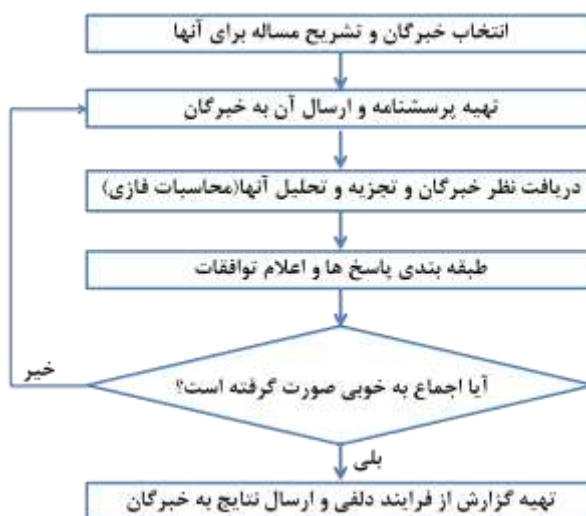 انتخاب خبرگان و تشریح مساله برای آنها
تهیه پرسشنامه و ارسال آن به خبرگان
دریافت نظر خبرگان و تجزیه و تحلیل آنها(محاسبات فازی)
طبقه بندی پاسخ ها و اعلام توافقات
آیا اجماع به خوبی صورت گرفته است؟
خیر
بلی
تهیه گزارش از فرایند دلفی و ارسال نتایج به خبرگان